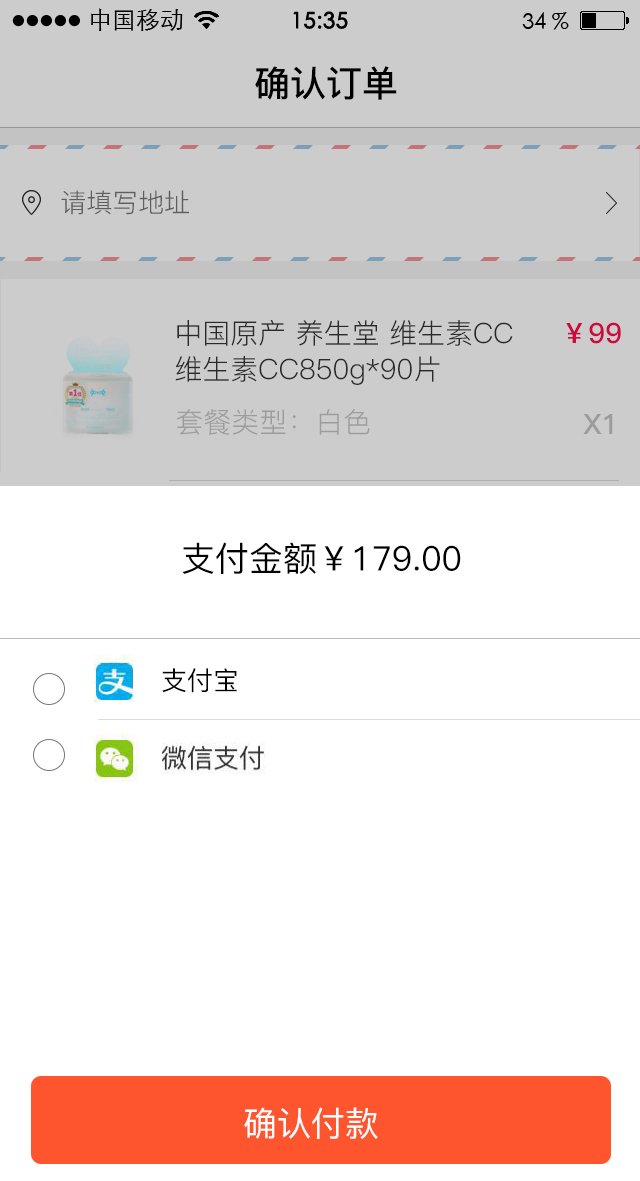 中国移动 15:35 34%
确认订单
请填写地址
中国原产 养生堂 维生素CC ¥99
维生素CC850g*90片
套餐类型：白色 X1
支付金额¥179.00
支付宝
微信支付
确认付款